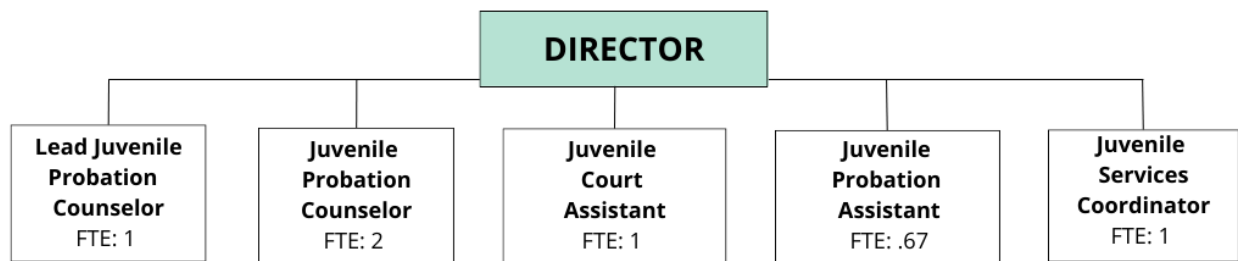 DIRECTOR
Lead Juvenile
Probation
Counselor
FTE: 1
Juvenile
Probation
Counselor
FTE: 2
Juvenile
Court
Assistant
FTE: 1
Juvenile
Probation
Assistant
FTE: .67
Juvenile
Services
Coordinator
FTE: 1